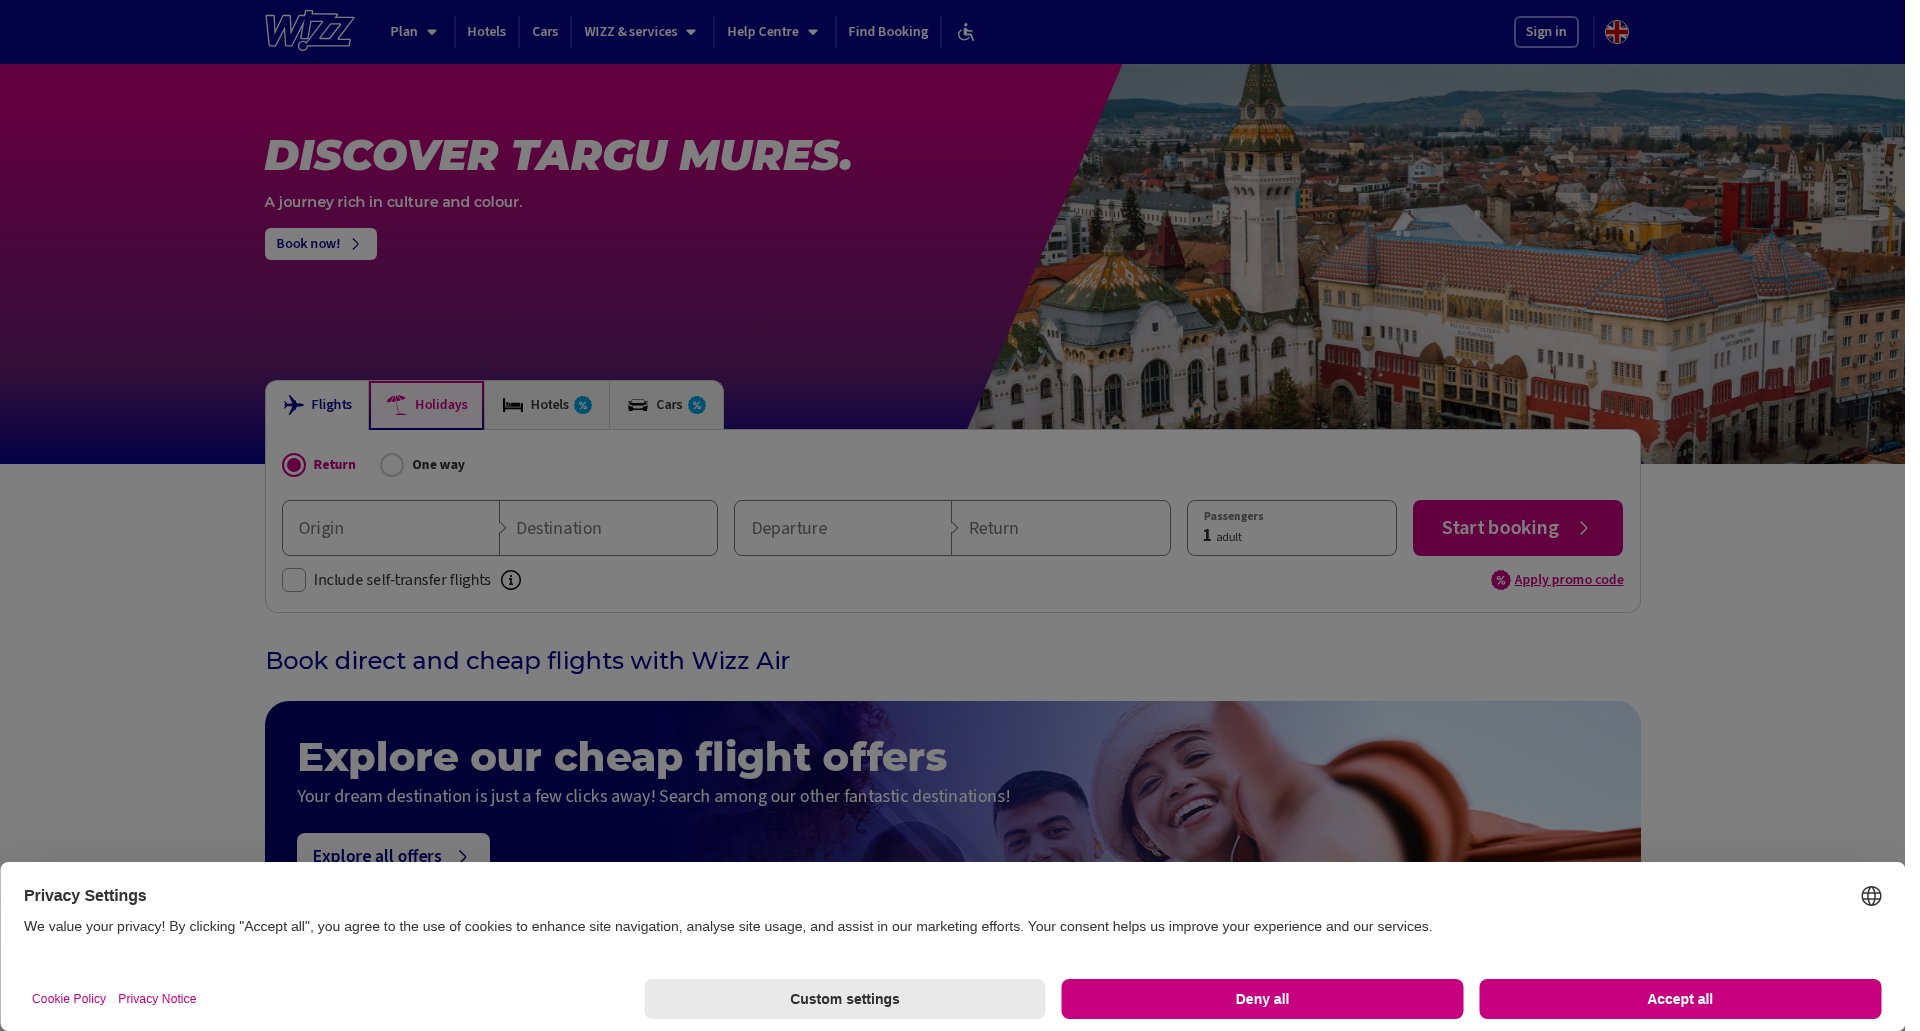 WIZZ
Plan
Hotels
Cars
WIZZ & services
Help Centre
Find Booking
Sign in
DISCOVER TARGU MURES.
A journey rich in culture and colour.
Book now!
Flights
Holidays
Hotels %
Cars %
Return
One way
Origin
Destination
Departure
Return
Passengers
1 adult
Start booking
Include self-transfer flights
% Apply promo code
Book direct and cheap flights with Wizz Air
Explore our cheap flight offers
Your dream destination is just a few clicks away! Search among our other fantastic destinations!
Explore all offers
Privacy Settings
We value your privacy! By clicking "Accept all", you agree to the use of cookies to enhance site navigation, analyse site usage, and assist in our marketing efforts. Your consent helps us improve your experience and our services.
Cookie Policy
Privacy Notice
Custom settings
Deny all
Accept all